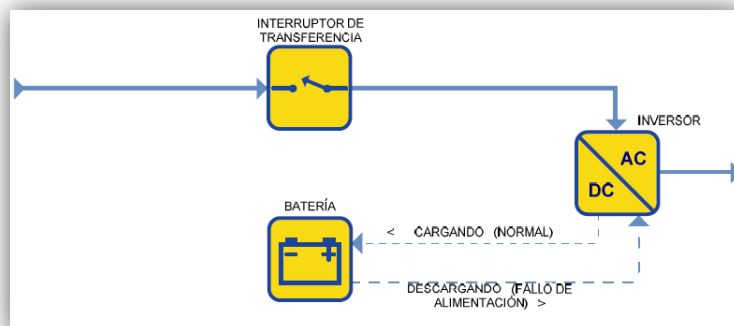 INTERRUPTOR DE
TRANSFERENCIA
INVERSOR
AC
DC
BATERÍA
< CARGANDO (NORMAL)
DESCARGANDO (FALLO DE
ALIMENTACIÓN) >